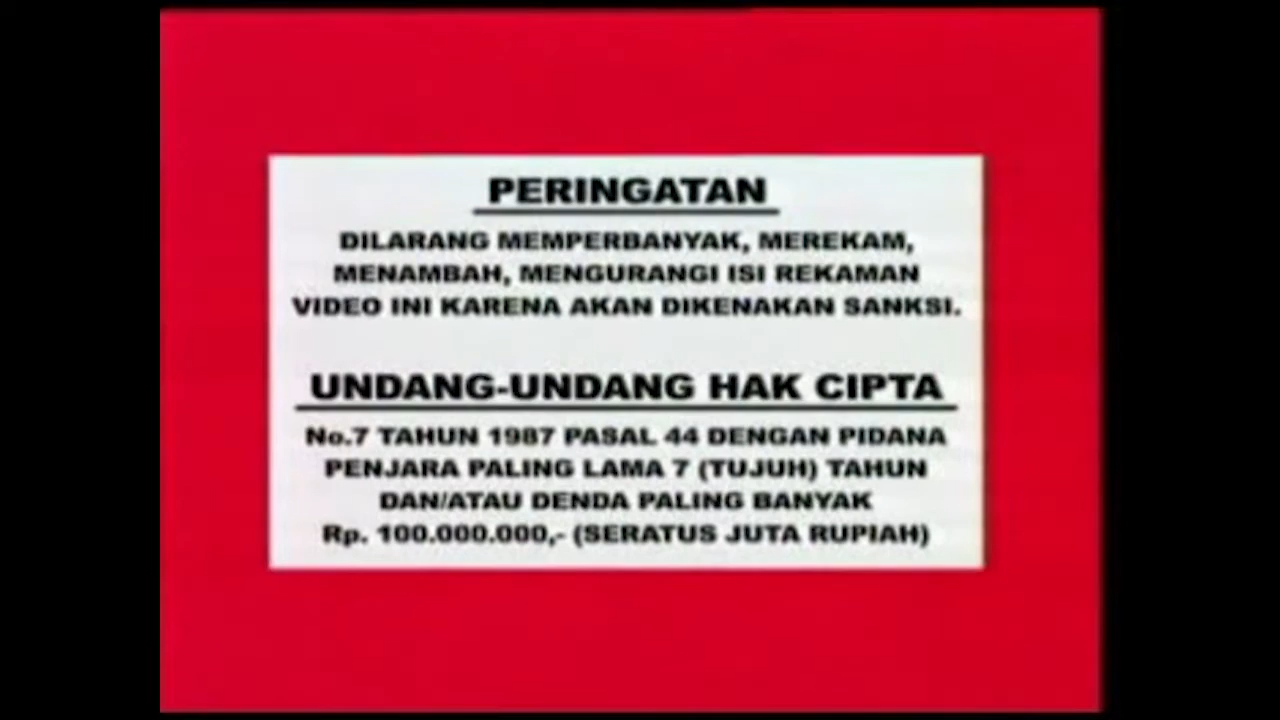 PERINGATAN
DILARANG MEMPERBANYAK, MEREKAM,
MENAMBAH, MENGURANGI ISI REKAMAN
VIDEO INI KARENA AKAN DIKENAKAN SANKSI.
UNDANG-UNDANG HAK CIPTA
No.7 TAHUN 1987 PASAL 44 DENGAN PIDANA
PENJARA PALING LAMA 7 (TUJUH) TAHUN
DAN/ATAU DENDA PALING BANYAK
Rp. 100.000.000,- (SERATUS JUTA RUPIAH)